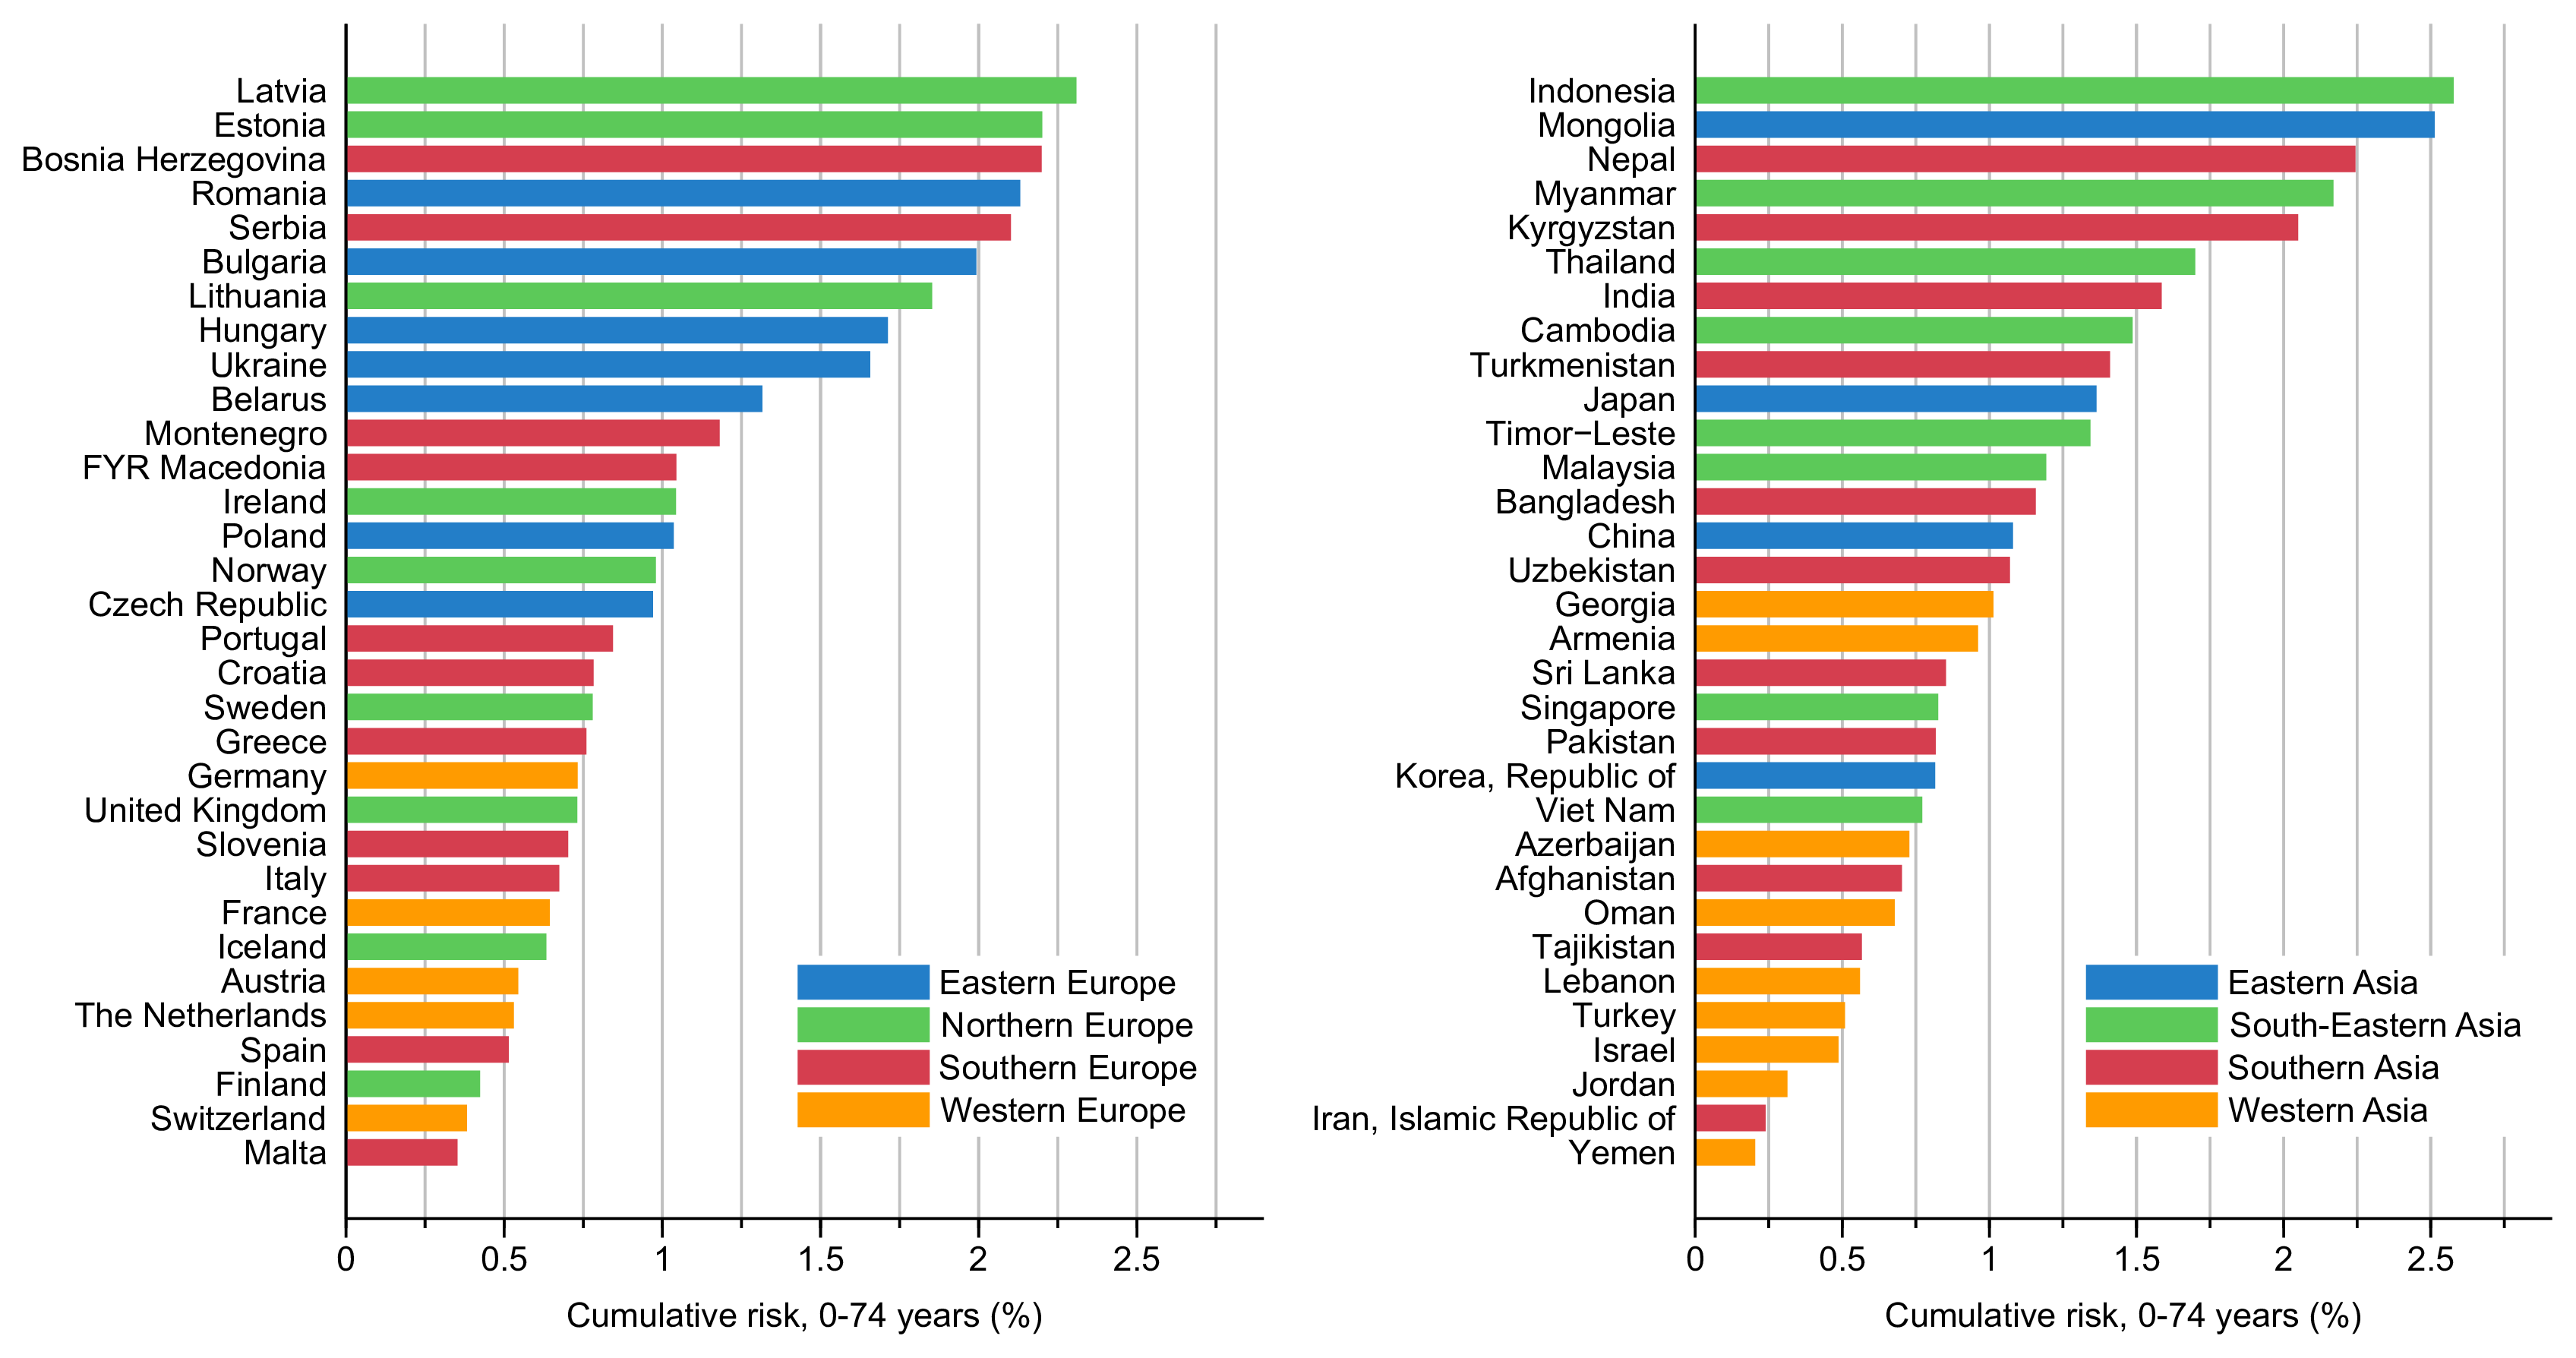 Latvia
Estonia
Bosnia Herzegovina
Romania
Serbia
Bulgaria
Lithuania
Hungary
Ukraine
Belarus
Montenegro
FYR Macedonia
Ireland
Poland
Norway
Czech Republic
Portugal
Croatia
Sweden
Greece
Germany
United Kingdom
Slovenia
Italy
France
Iceland
Austria
The Netherlands
Spain
Finland
Switzerland
Malta
Eastern Europe
Northern Europe
Southern Europe
Western Europe
0 0.5 1 1.5 2 2.5
Cumulative risk, 0-74 years (%)
Indonesia
Mongolia
Nepal
Myanmar
Kyrgyzstan
Thailand
India
Cambodia
Turkmenistan
Japan
Timor−Leste
Malaysia
Bangladesh
China
Uzbekistan
Georgia
Armenia
Sri Lanka
Singapore
Pakistan
Korea, Republic of
Viet Nam
Azerbaijan
Afghanistan
Oman
Tajikistan
Lebanon
Turkey
Israel
Jordan
Iran, Islamic Republic of
Yemen
Eastern Asia
South-Eastern Asia
Southern Asia
Western Asia
0 0.5 1 1.5 2 2.5
Cumulative risk, 0-74 years (%)